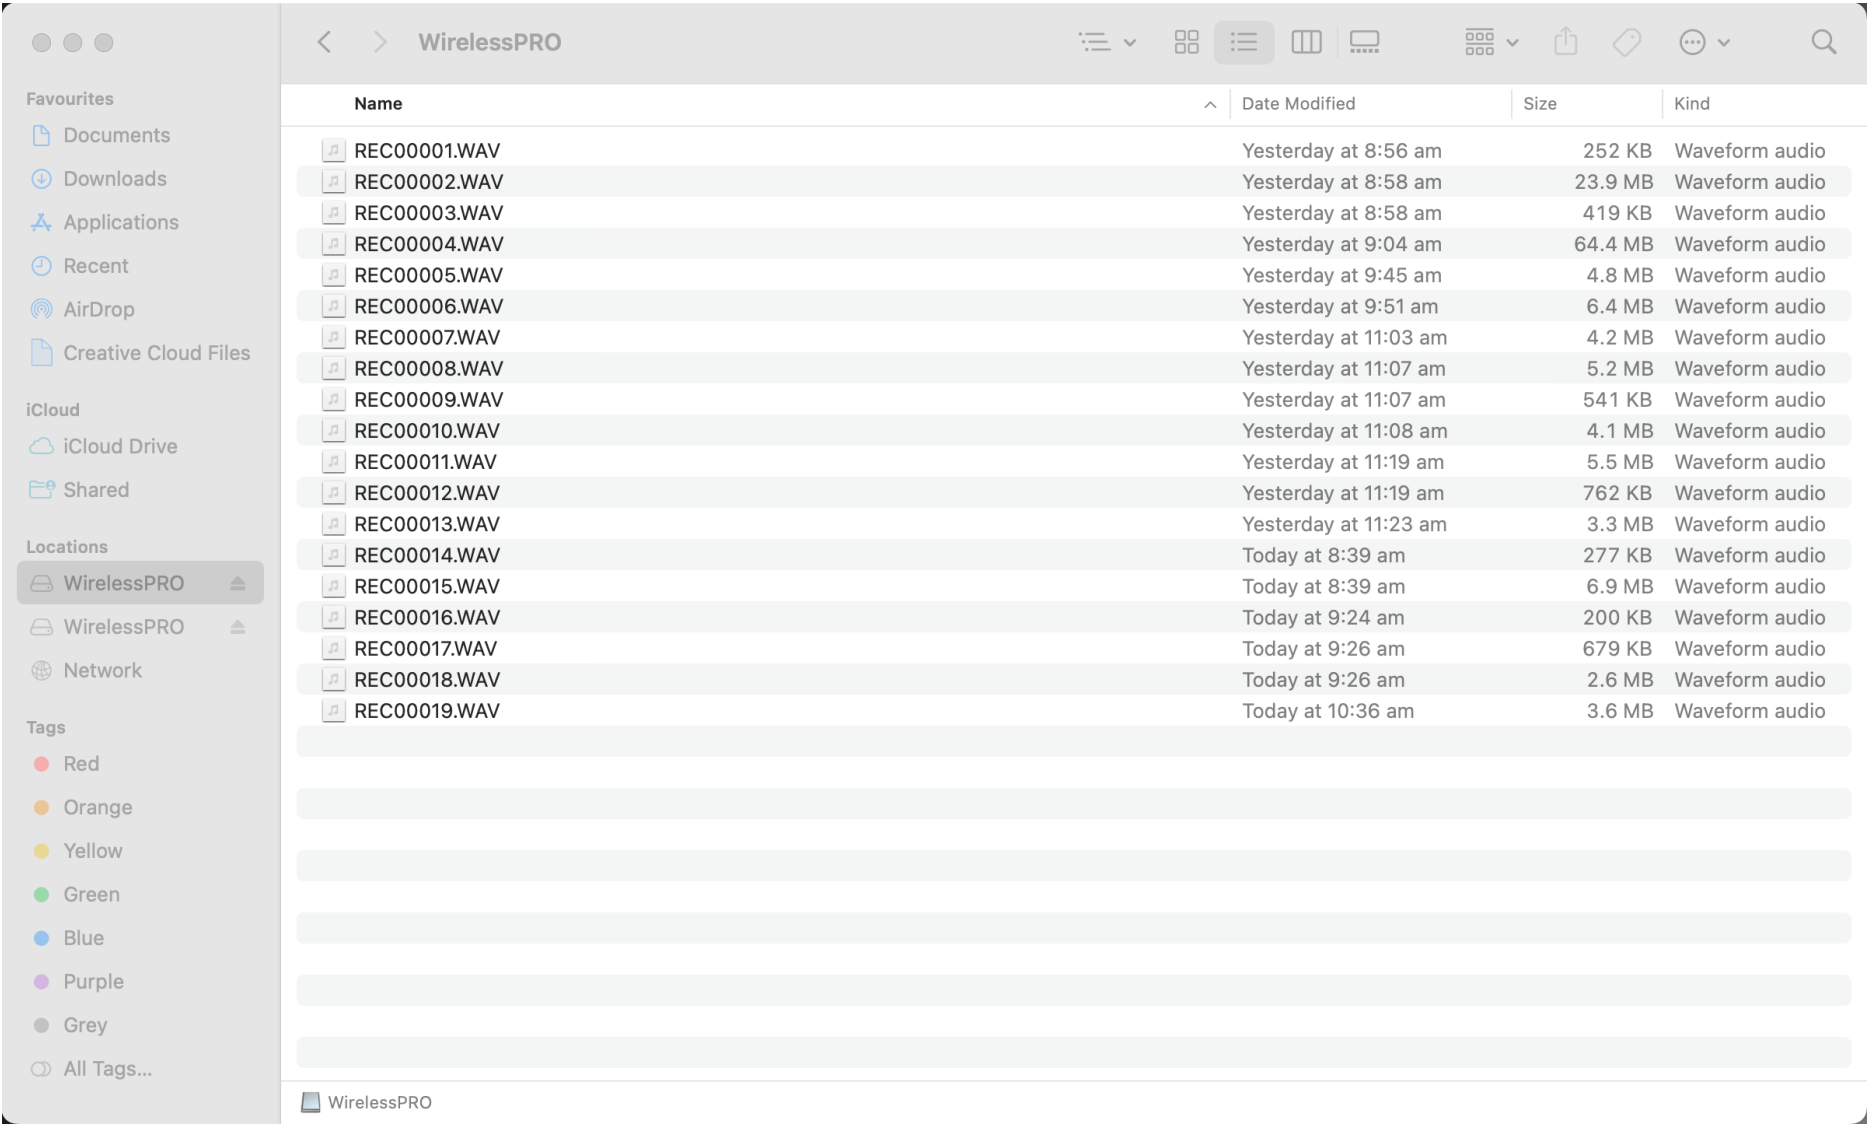 WirelessPRO
Favourites
Documents
Downloads
Applications
Recent
AirDrop
Creative Cloud Files
iCloud
iCloud Drive
Shared
Locations
WirelessPRO
WirelessPRO
Network
Tags
Red
Orange
Yellow
Green
Blue
Purple
Grey
All Tags...
Name Date Modified Size Kind
REC00001.WAV Yesterday at 8:56 am 252 KB Waveform audio
REC00002.WAV Yesterday at 8:58 am 23.9 MB Waveform audio
REC00003.WAV Yesterday at 8:58 am 419 KB Waveform audio
REC00004.WAV Yesterday at 9:04 am 64.4 MB Waveform audio
REC00005.WAV Yesterday at 9:45 am 4.8 MB Waveform audio
REC00006.WAV Yesterday at 9:51 am 6.4 MB Waveform audio
REC00007.WAV Yesterday at 11:03 am 4.2 MB Waveform audio
REC00008.WAV Yesterday at 11:07 am 5.2 MB Waveform audio
REC00009.WAV Yesterday at 11:07 am 541 KB Waveform audio
REC00010.WAV Yesterday at 11:08 am 4.1 MB Waveform audio
REC00011.WAV Yesterday at 11:19 am 5.5 MB Waveform audio
REC00012.WAV Yesterday at 11:19 am 762 KB Waveform audio
REC00013.WAV Yesterday at 11:23 am 3.3 MB Waveform audio
REC00014.WAV Today at 8:39 am 277 KB Waveform audio
REC00015.WAV Today at 8:39 am 6.9 MB Waveform audio
REC00016.WAV Today at 9:24 am 200 KB Waveform audio
REC00017.WAV Today at 9:26 am 679 KB Waveform audio
REC00018.WAV Today at 9:26 am 2.6 MB Waveform audio
REC00019.WAV Today at 10:36 am 3.6 MB Waveform audio
WirelessPRO